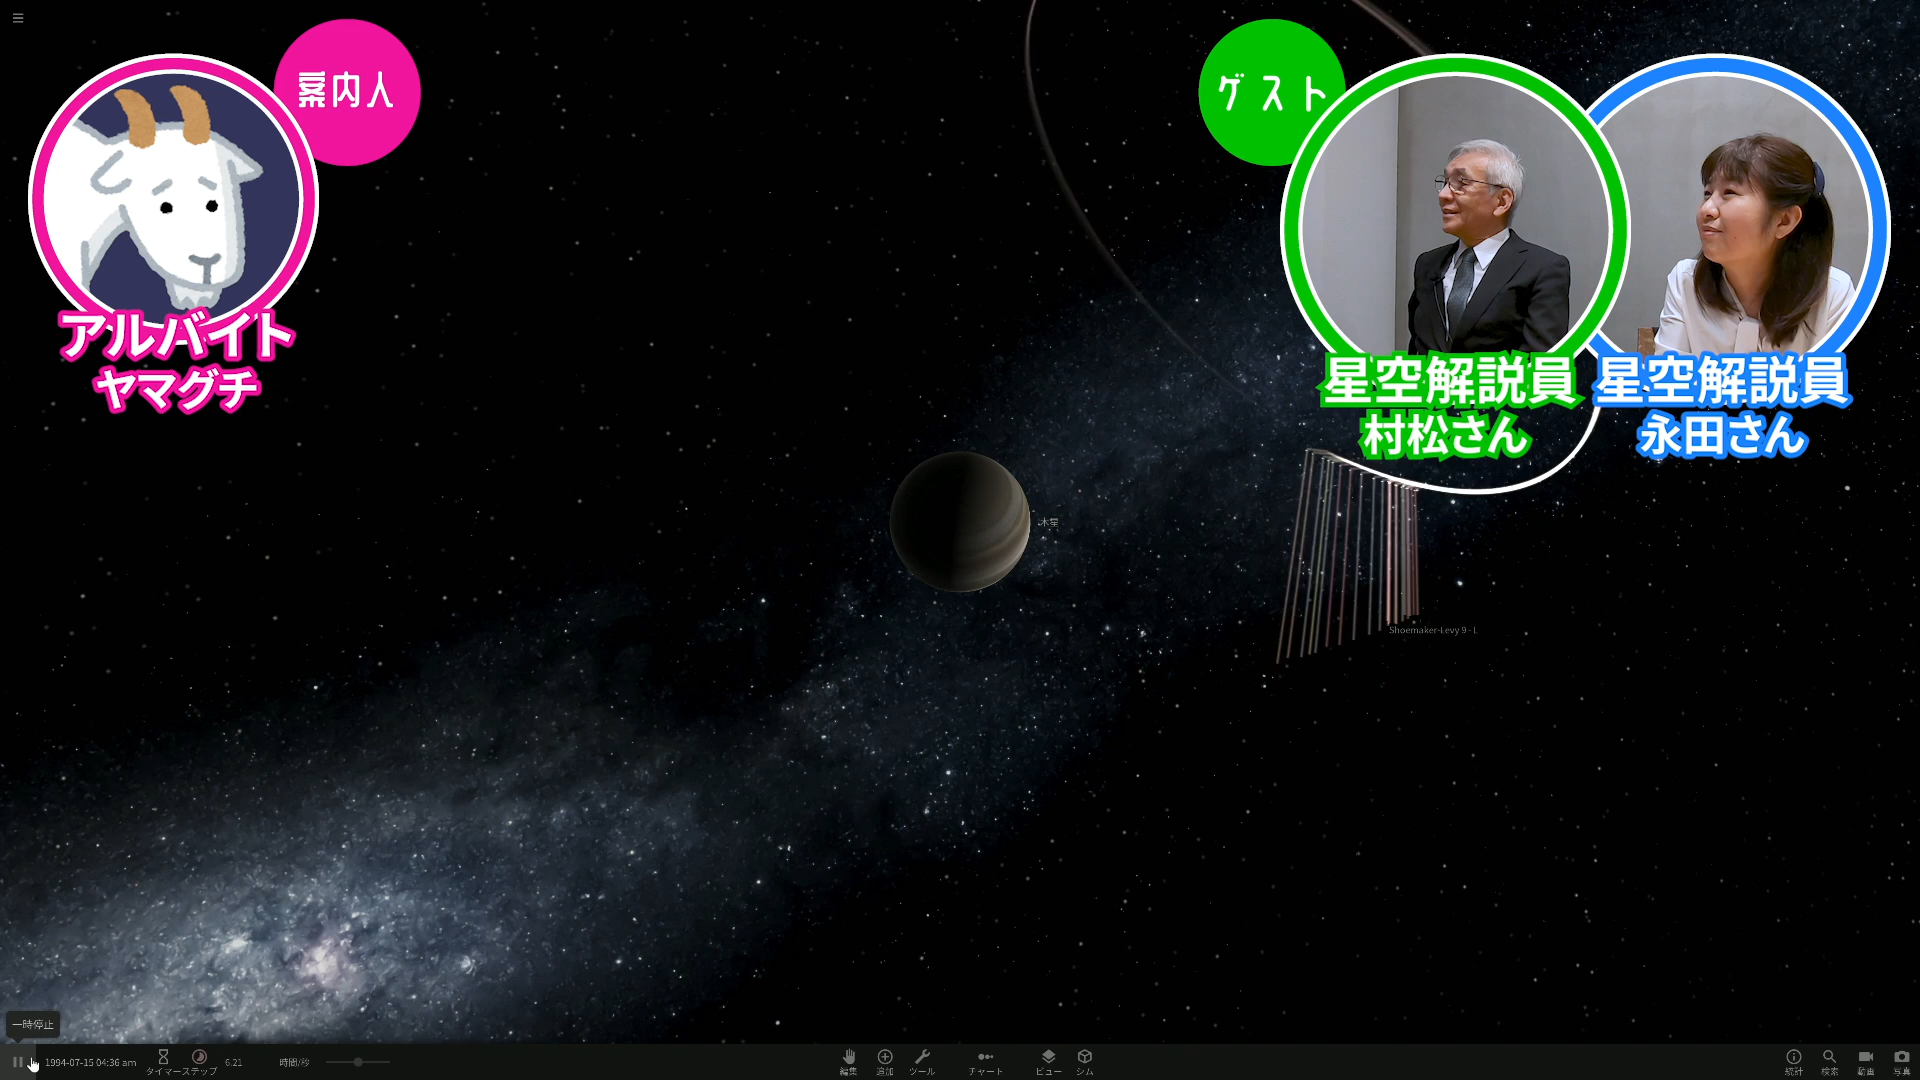 案内人
ゲスト
アルバイト
ヤマグチ
星空解説員
村松さん
星空解説員
永田さん
木星
Shoemaker-Levy 9 - L
一時停止
1994-07-15 04:36 am
タイマーステップ
6.21
時間/秒
編集
追加
ツール
チャート
ビュー
シム
統計
検索
動画
写真